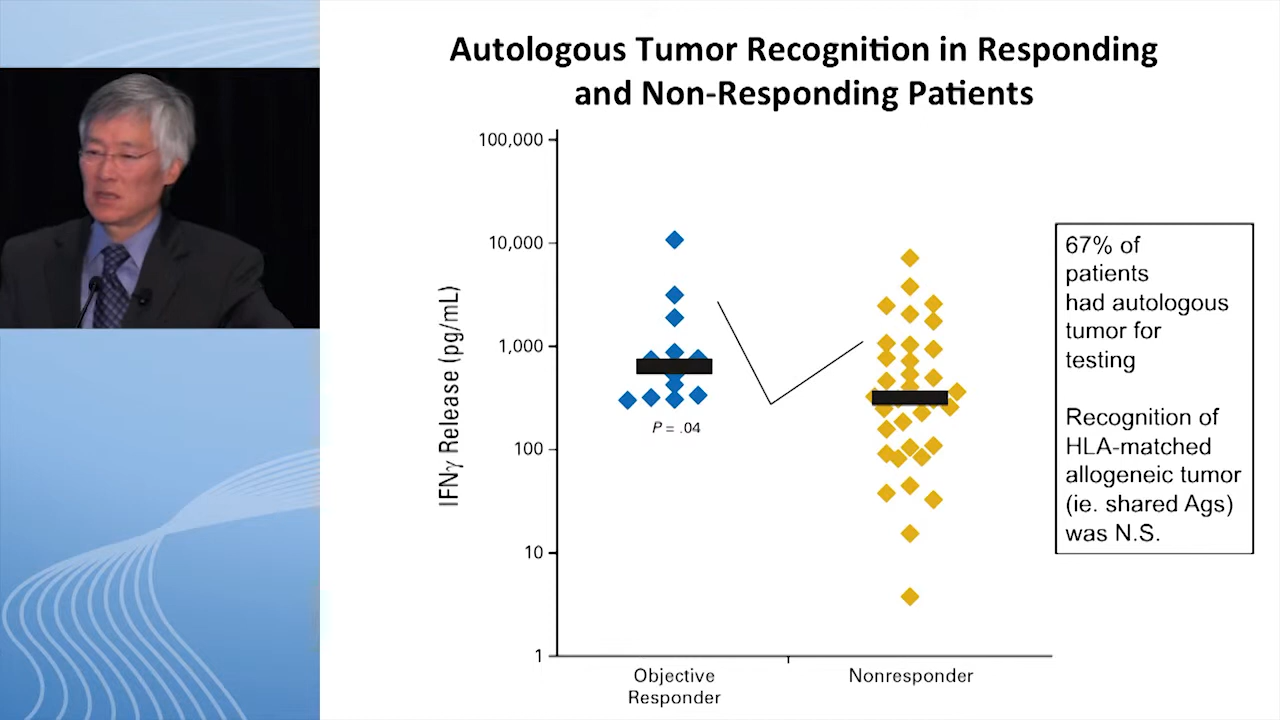 Autologous Tumor Recognition in Responding
and Non-Responding Patients
100,000
10,000
1,000
100
10
1
IFNγ Release (pg/mL)
P = .04
Objective
Responder
Nonresponder
67% of
patients
had autologous
tumor for
testing
Recognition of
HLA-matched
allogeneic tumor
(ie. shared Ags)
was N.S.